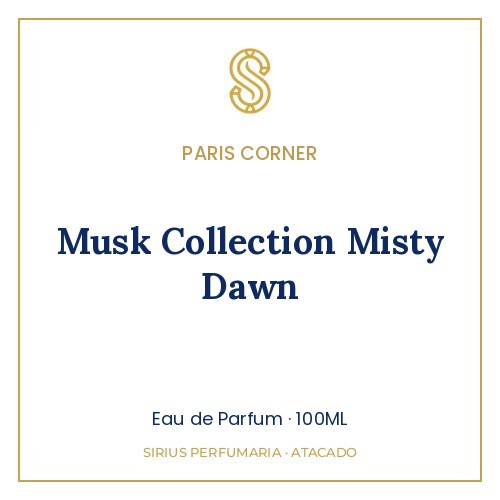 PARIS CORNER
Musk Collection Misty
Dawn
Eau de Parfum · 100ML
SIRIUS PERFUMARIA · ATACADO